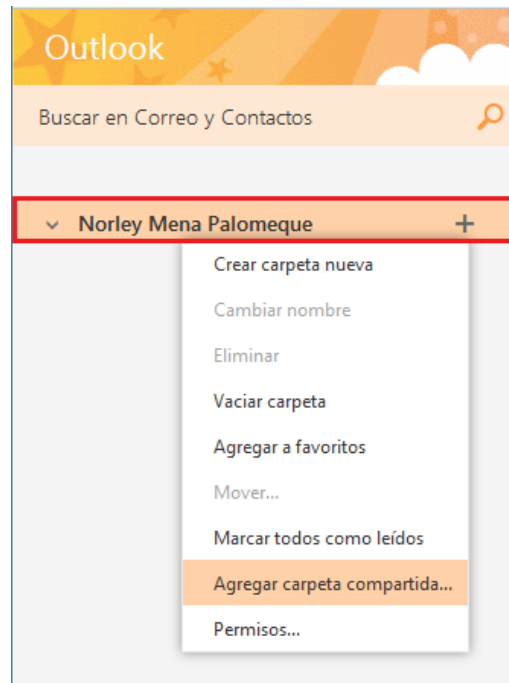 Outlook
Buscar en Correo y Contactos
Norley Mena Palomeque
Crear carpeta nueva
Cambiar nombre
Eliminar
Vaciar carpeta
Agregar a favoritos
Mover...
Marcar todos como leídos
Agregar carpeta compartida...
Permisos...